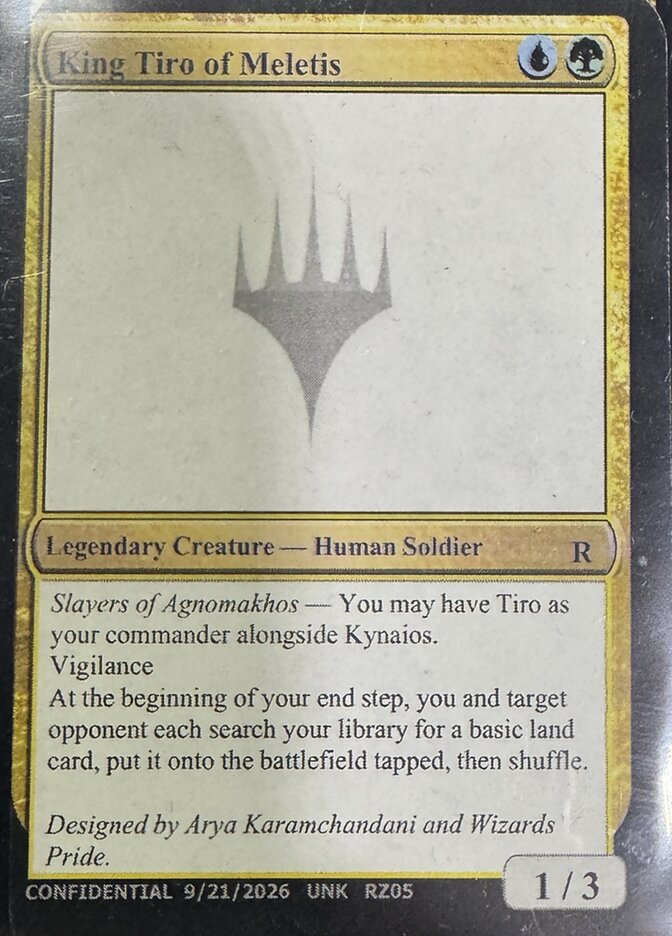 King Tiro of Meletis
Legendary Creature — Human Soldier R
Slayers of Agnomakhos — You may have Tiro as
your commander alongside Kynaios.
Vigilance
At the beginning of your end step, you and target
opponent each search your library for a basic land
card, put it onto the battlefield tapped, then shuffle.
Designed by Arya Karamchandani and Wizards
Pride.
CONFIDENTIAL 9/21/2026 UNK RZ05
1 / 3